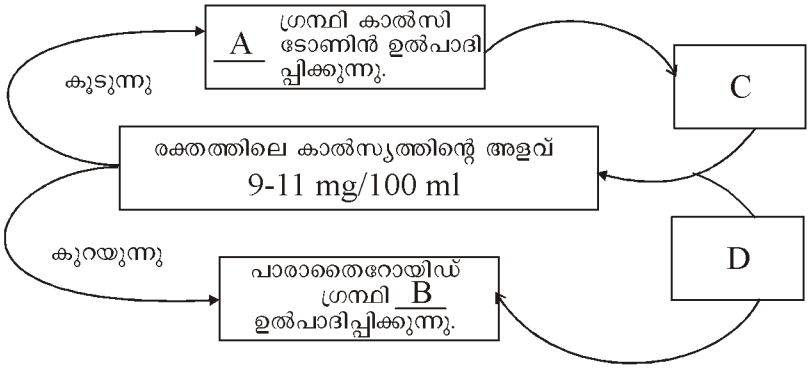 A ഗ്രന്ഥി കാൽസി
ടോണിൻ ഉൽപാദി
പ്പിക്കുന്നു.
കൂടുന്നു
C
രക്തത്തിലെ കാൽസ്യത്തിന്റെ അളവ്
9-11 mg/100 ml
കുറയുന്നു
D
പാരാതൈറോയിഡ്
ഗ്രന്ഥി B
ഉൽപാദിപ്പിക്കുന്നു.